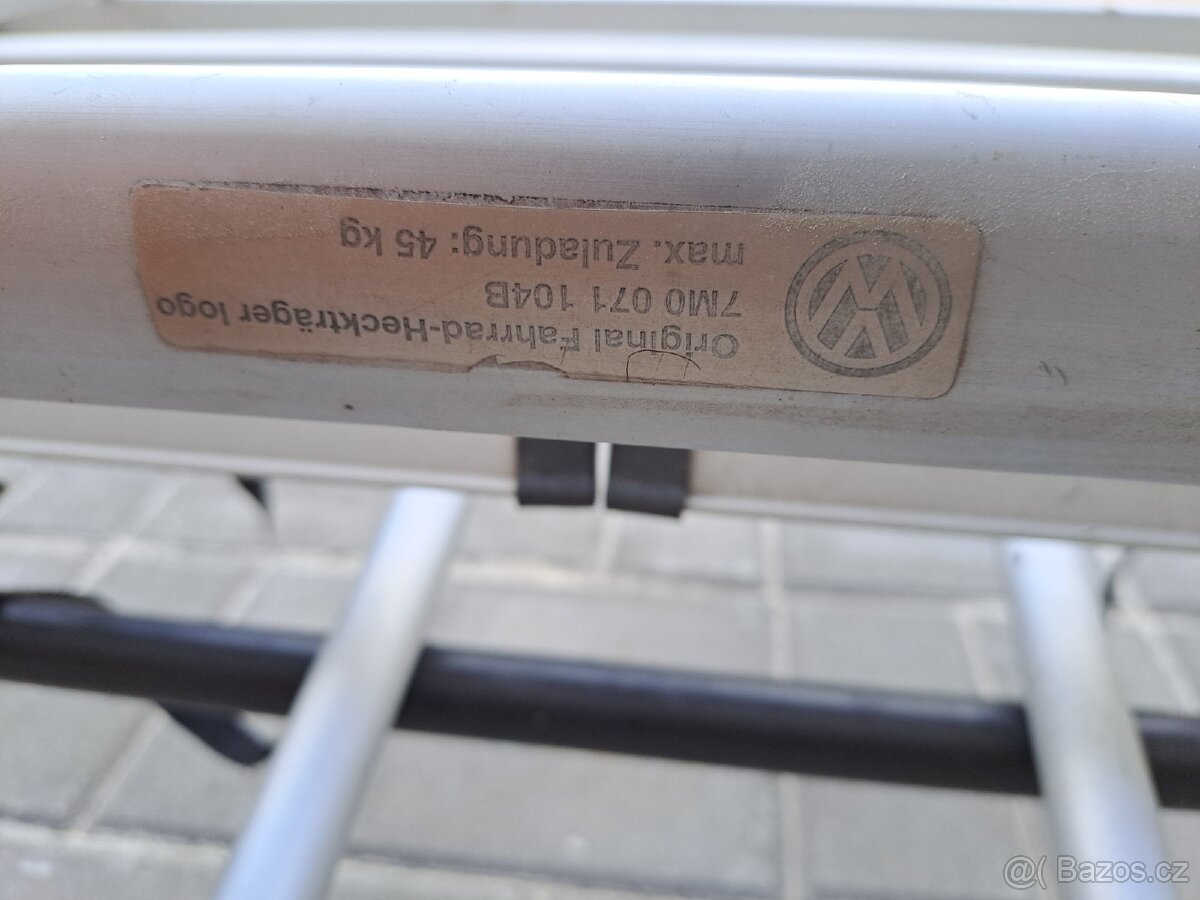 Original Fahrrad-Heckträger logo
7M0 071 104B
max. Zuladung: 45 kg
@( Bazos.cz